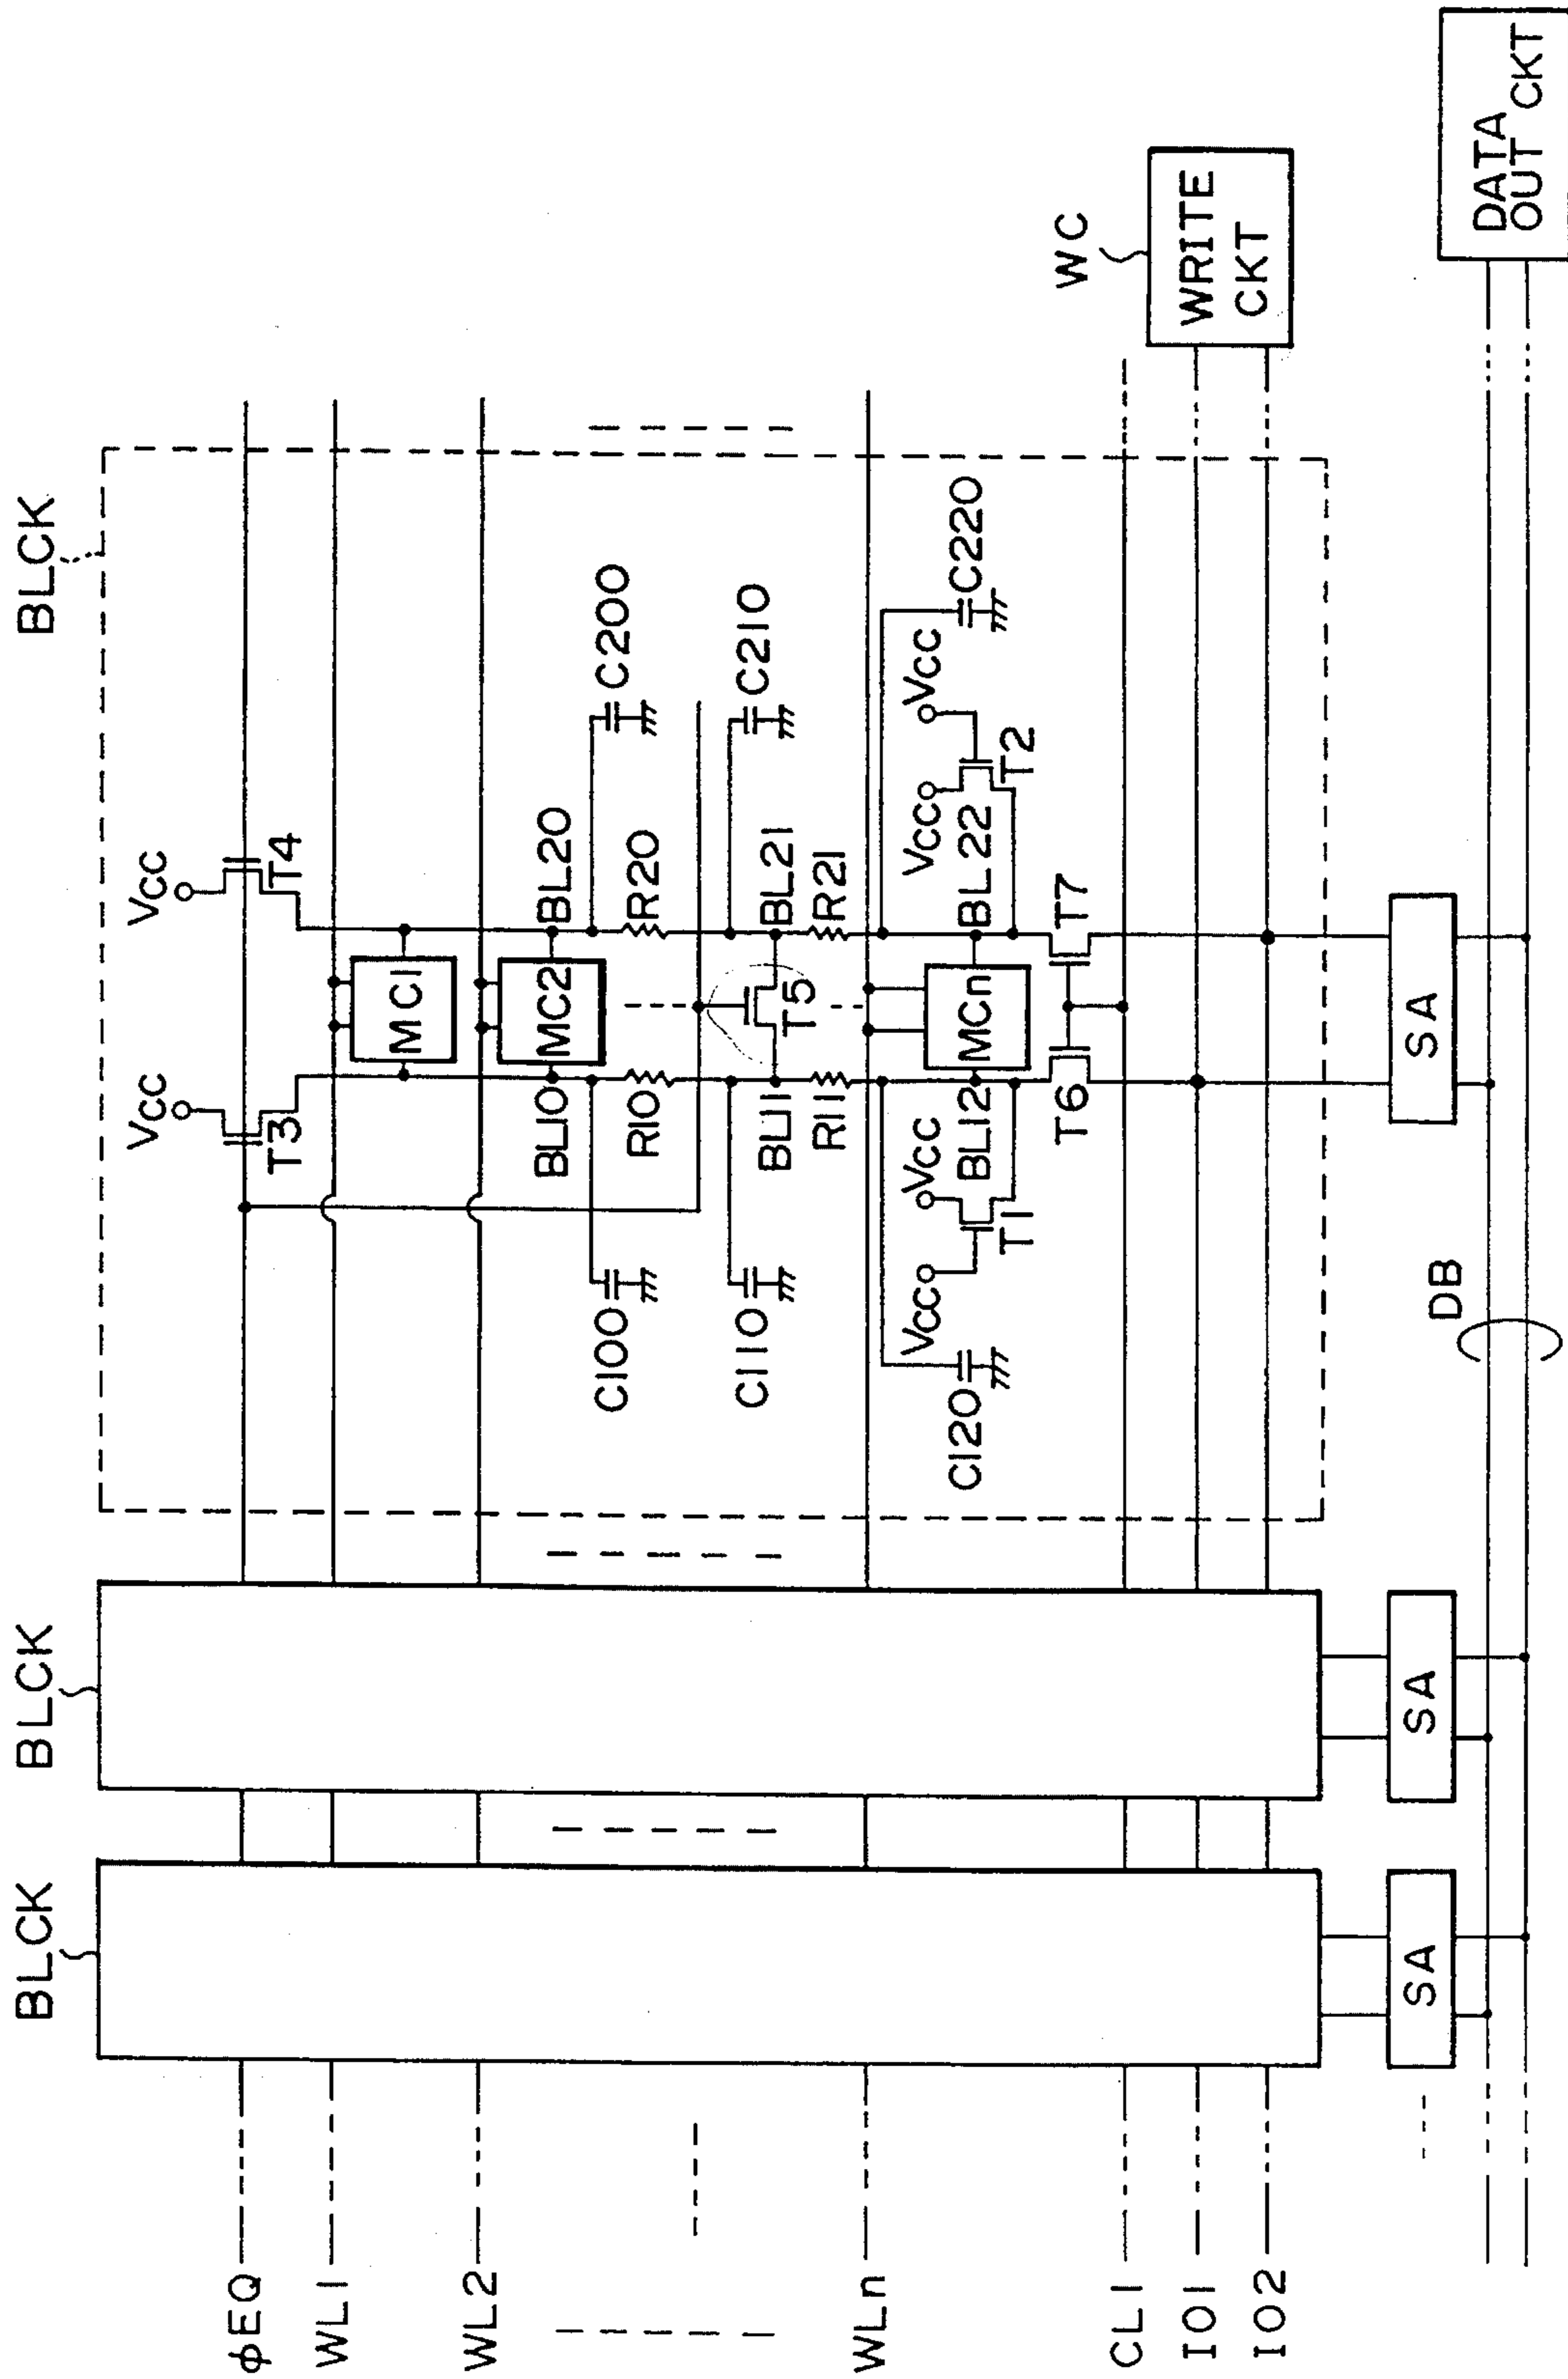 BLCK
BLCK
BLCK
φEQ
WL1
WL2
WLn
CL1
IO1
IO2
Vcc
Vcc
T3
T4
MC1
MC2
BL10
BL20
C100
R10
R20
C200
C110
BL11
T5
BL21
C210
R11
R21
C120
Vcc
Vcc
T1
BL12
MCn
BL22
Vcc
Vcc
T2
C220
T6
T7
WC
WRITE
CKT
SA
SA
SA
DB
DATA
OUT CKT